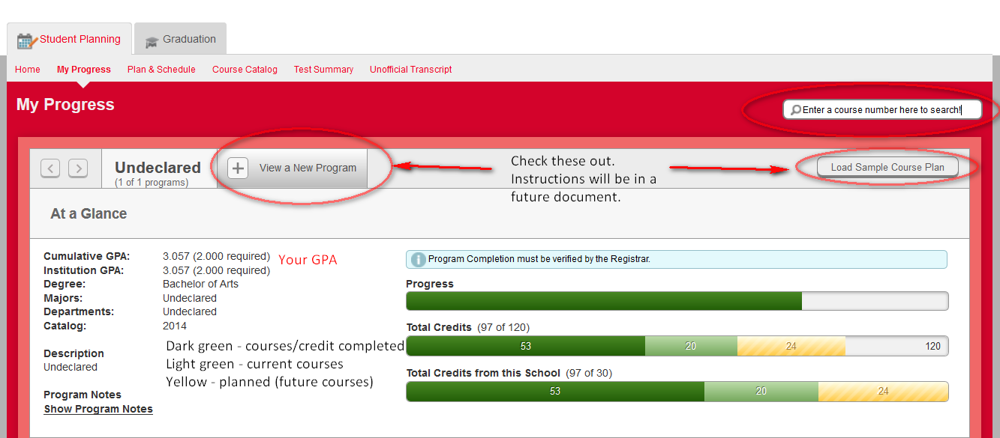 Student Planning
Graduation
Home
My Progress
Plan & Schedule
Course Catalog
Test Summary
Unofficial Transcript
My Progress
Enter a course number here to search!
Undeclared
(1 of 1 programs)
View a New Program
Check these out.
Instructions will be in a
future document.
Load Sample Course Plan
At a Glance
Cumulative GPA: 3.057 (2.000 required)
Your GPA
Institution GPA: 3.057 (2.000 required)
Degree: Bachelor of Arts
Majors: Undeclared
Departments: Undeclared
Catalog: 2014
Description
Undeclared
Dark green - courses/credit completed
Light green - current courses
Yellow - planned (future courses)
Program Notes
Show Program Notes
Program Completion must be verified by the Registrar.
Progress
Total Credits (97 of 120)
53 20 24 120
Total Credits from this School (97 of 30)
53 20 24